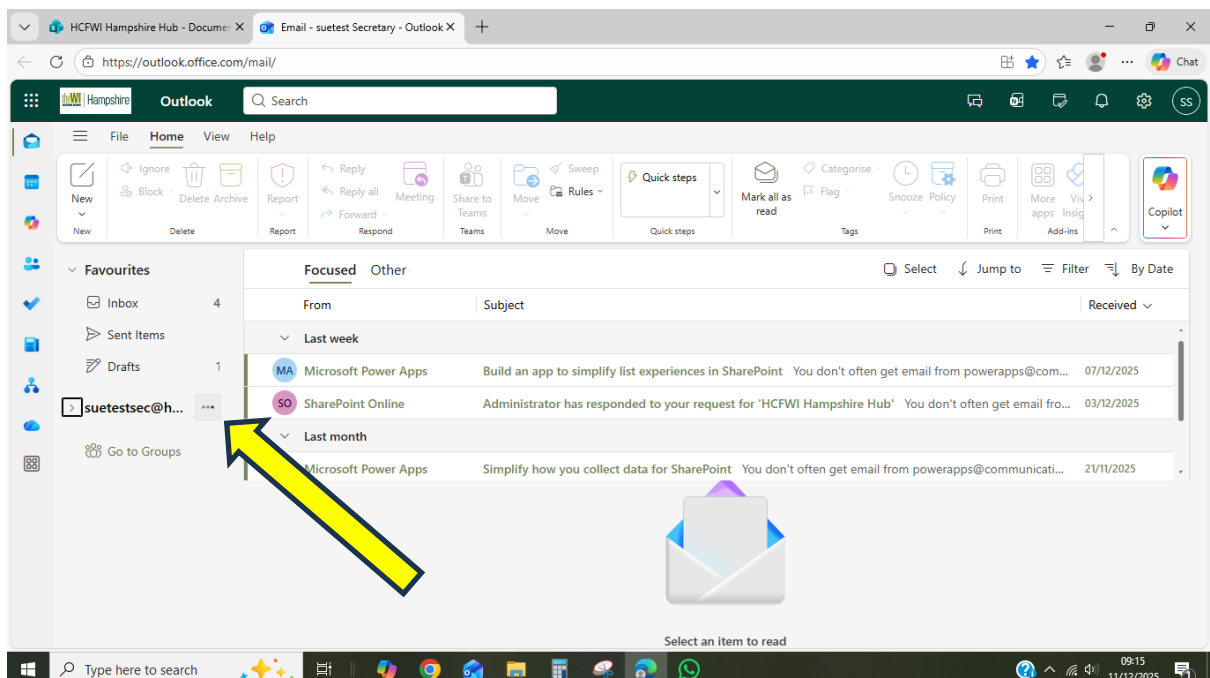 HCFWI Hampshire Hub - Documer
Email - suetest Secretary - Outlook
https://outlook.office.com/mail/
Chat
theWI Hampshire
Outlook
Search
SS
File Home View Help
New
Ignore
Block
Delete Archive
Report
Reply
Reply all
Forward
Meeting
Share to Teams
Move
Sweep
Rules
Quick steps
Mark all as read
Categorise
Flag
Snooze Policy
Print
More apps
Viv Insig
Copilot
New Delete Report Respond Teams Move Quick steps Tags Print Add-ins
Favourites
Inbox 4
Sent Items
Drafts 1
suetestsec@h...
Go to Groups
Focused Other
Select Jump to Filter By Date
From Subject Received
Last week
MA Microsoft Power Apps Build an app to simplify list experiences in SharePoint You don't often get email from powerapps@com... 07/12/2025
SO SharePoint Online Administrator has responded to your request for 'HCFWI Hampshire Hub' You don't often get email fro... 03/12/2025
Last month
Microsoft Power Apps Simplify how you collect data for SharePoint You don't often get email from powerapps@communicati... 21/11/2025
Select an item to read
Type here to search
09:15
11/12/2025